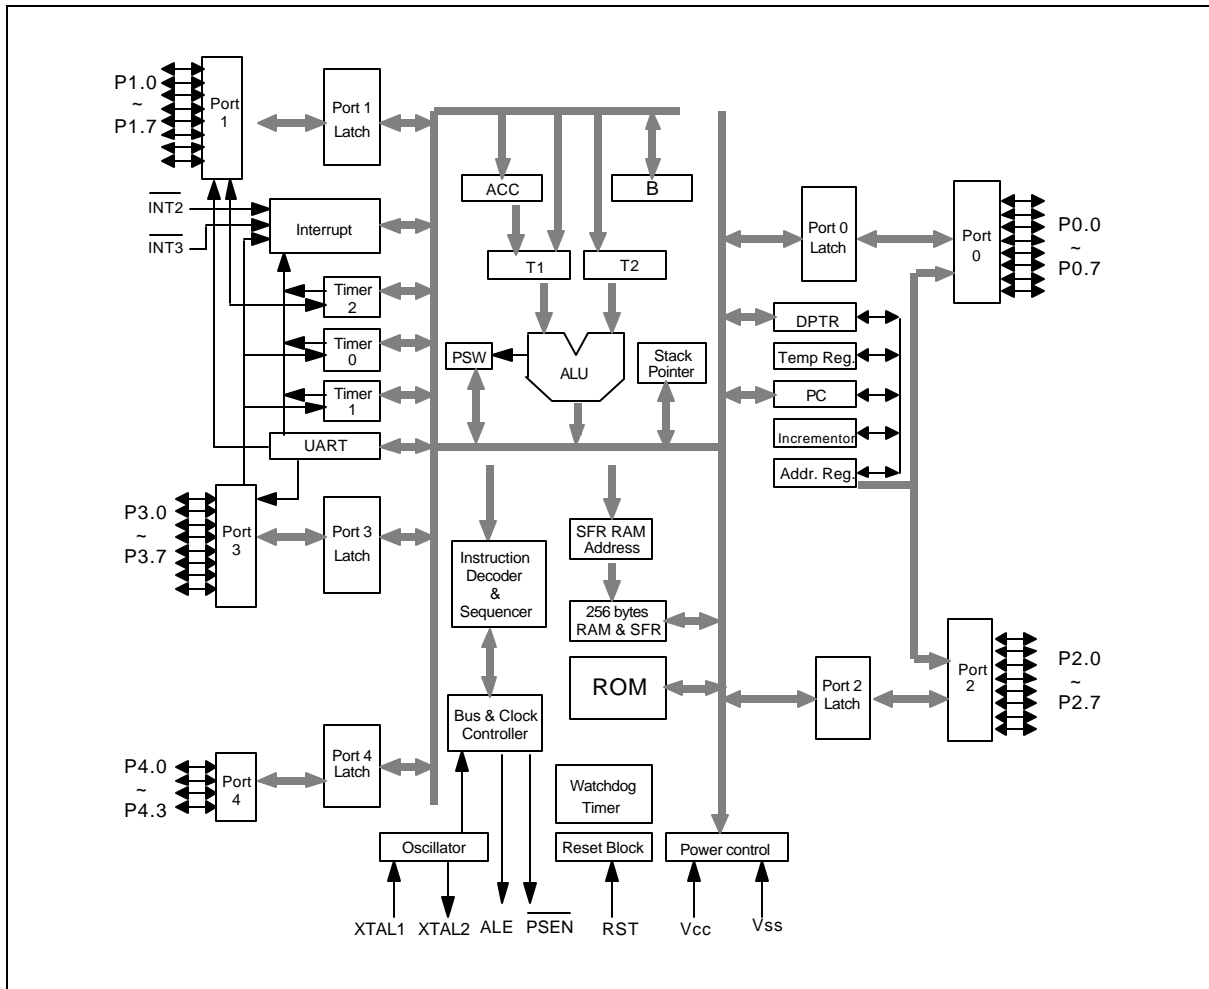 P1.0
~
P1.7
Port
1
Port 1
Latch
INT2
INT3
Interrupt
Timer
2
Timer
0
Timer
1
UART
P3.0
~
P3.7
Port
3
Port 3
Latch
P4.0
~
P4.3
Port
4
Port 4
Latch
ACC
B
T1
T2
PSW
ALU
Stack
Pointer
Instruction
Decoder
&
Sequencer
SFR RAM
Address
256 bytes
RAM & SFR
ROM
Bus & Clock
Controller
Watchdog
Timer
Oscillator
Reset Block
Power control
XTAL1
XTAL2
ALE
PSEN
RST
Vcc
Vss
Port 0
Latch
Port
0
P0.0
~
P0.7
DPTR
Temp Reg.
PC
Incrementor
Addr. Reg.
Port 2
Latch
Port
2
P2.0
~
P2.7